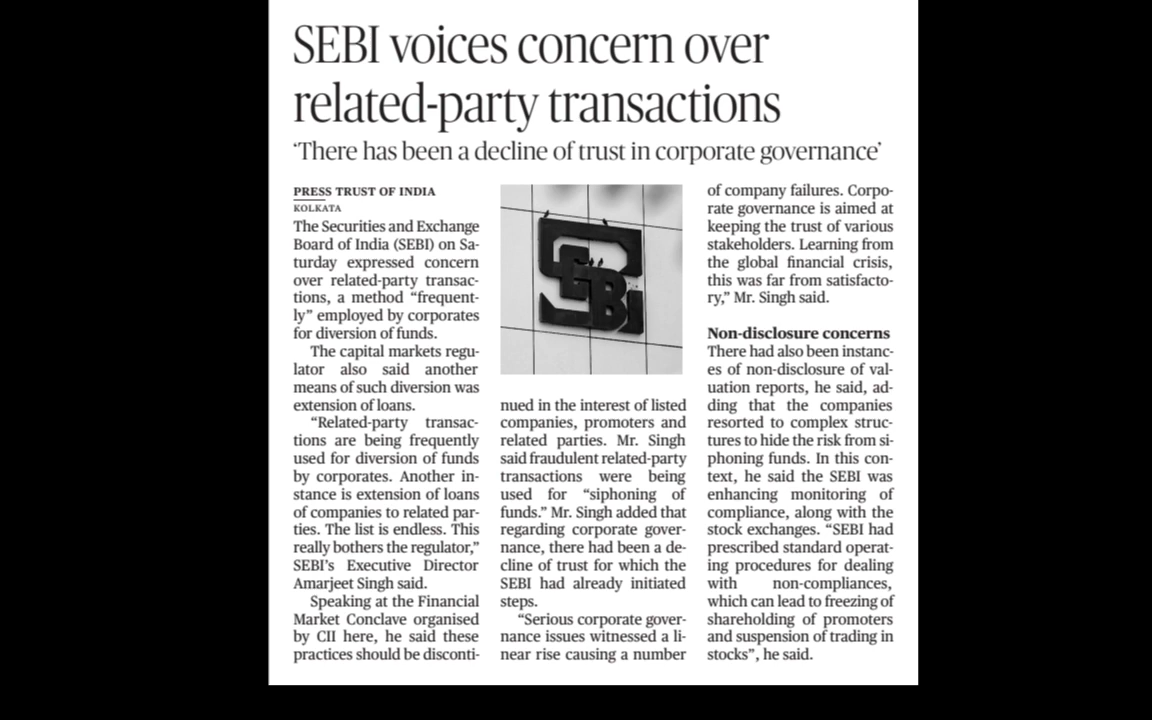 SEBI voices concern over
related-party transactions
‘There has been a decline of trust in corporate governance’
PRESS TRUST OF INDIA
KOLKATA
The Securities and Exchange
Board of India (SEBI) on Sa-
turday expressed concern
over related-party transac-
tions, a method “frequent-
ly” employed by corporates
for diversion of funds.
The capital markets regu-
lator also said another
means of such diversion was
extension of loans.
“Related-party transac-
tions are being frequently
used for diversion of funds
by corporates. Another in-
stance is extension of loans
of companies to related par-
ties. The list is endless. This
really bothers the regulator,”
SEBI’s Executive Director
Amarjeet Singh said.
Speaking at the Financial
Market Conclave organised
by CII here, he said these
practices should be disconti-
SEBI
nued in the interest of listed
companies, promoters and
related parties. Mr. Singh
said fraudulent related-party
transactions were being
used for “siphoning of
funds.” Mr. Singh added that
regarding corporate gover-
nance, there had been a de-
cline of trust for which the
SEBI had already initiated
steps.
“Serious corporate gover-
nance issues witnessed a li-
near rise causing a number
of company failures. Corpo-
rate governance is aimed at
keeping the trust of various
stakeholders. Learning from
the global financial crisis,
this was far from satisfacto-
ry,” Mr. Singh said.
Non-disclosure concerns
There had also been instanc-
es of non-disclosure of val-
uation reports, he said, ad-
ding that the companies
resorted to complex struc-
tures to hide the risk from si-
phoning funds. In this con-
text, he said the SEBI was
enhancing monitoring of
compliance, along with the
stock exchanges. “SEBI had
prescribed standard operat-
ing procedures for dealing
with non-compliances,
which can lead to freezing of
shareholding of promoters
and suspension of trading in
stocks”, he said.